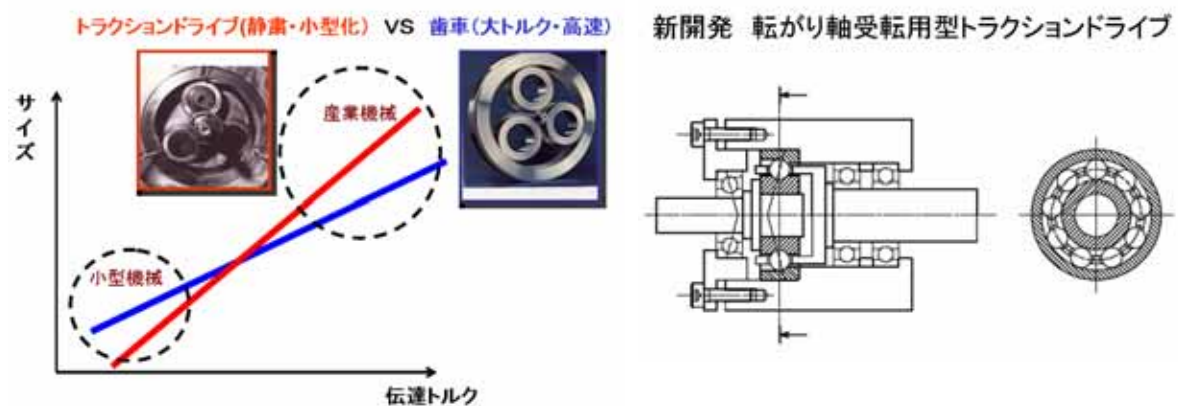 トラクションドライブ(静粛・小型化) VS 歯車(大トルク・高速)
産業機械
サイズ
小型機械
伝達トルク
新開発 転がり軸受転用型トラクションドライブ